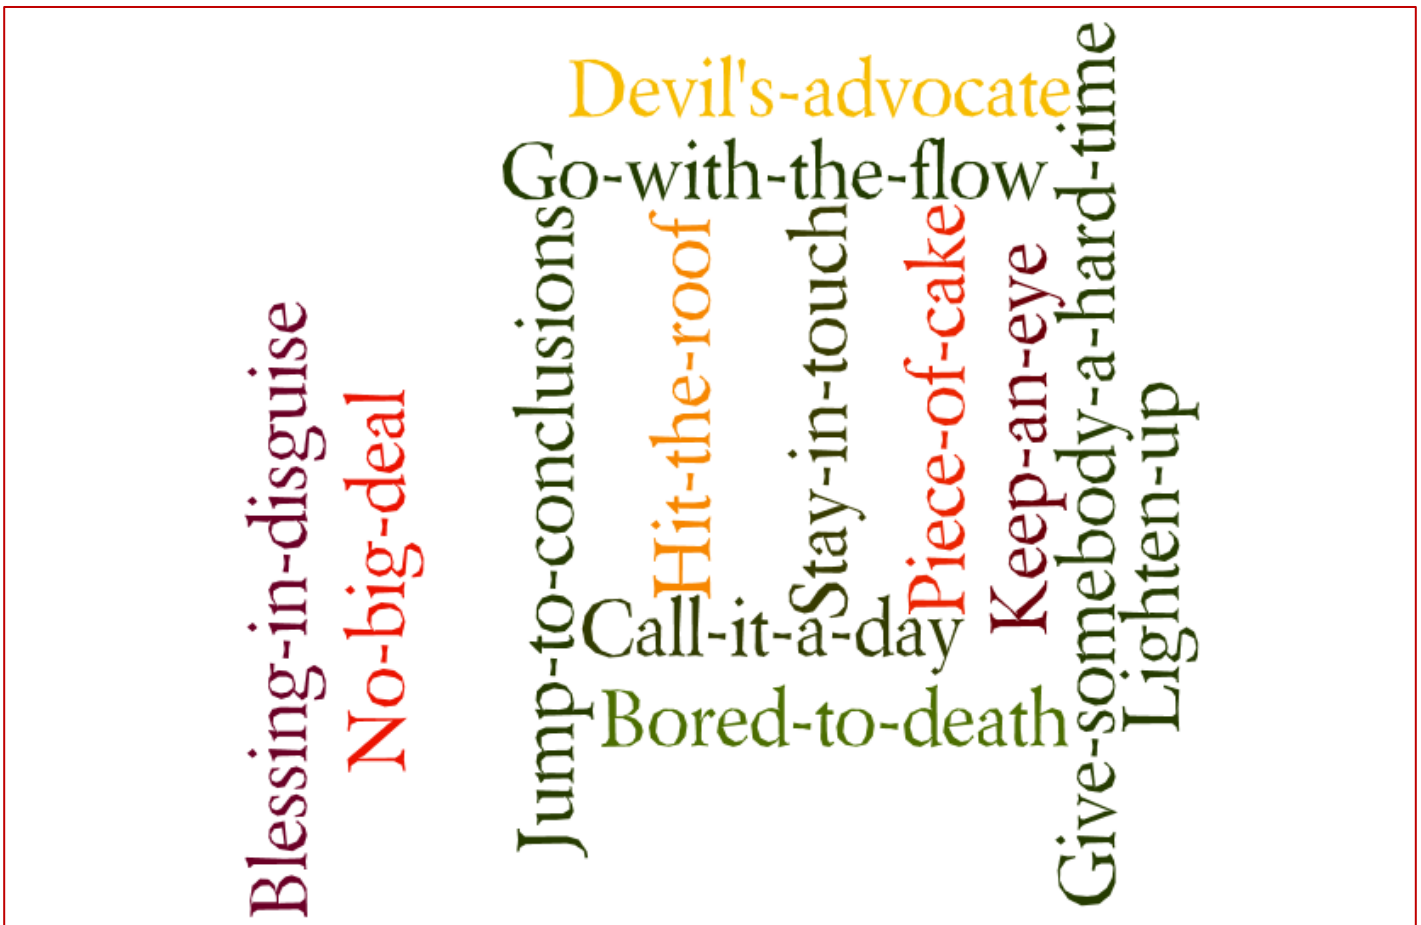 Devil's-advocate
Go-with-the-flow
Blessing-in-disguise
No-big-deal
Jump-to-conclusions
Hit-the-roof
Stay-in-touch
Piece-of-cake
Keep-an-eye
Give-somebody-a-hard-time
Lighten-up
Call-it-a-day
Bored-to-death